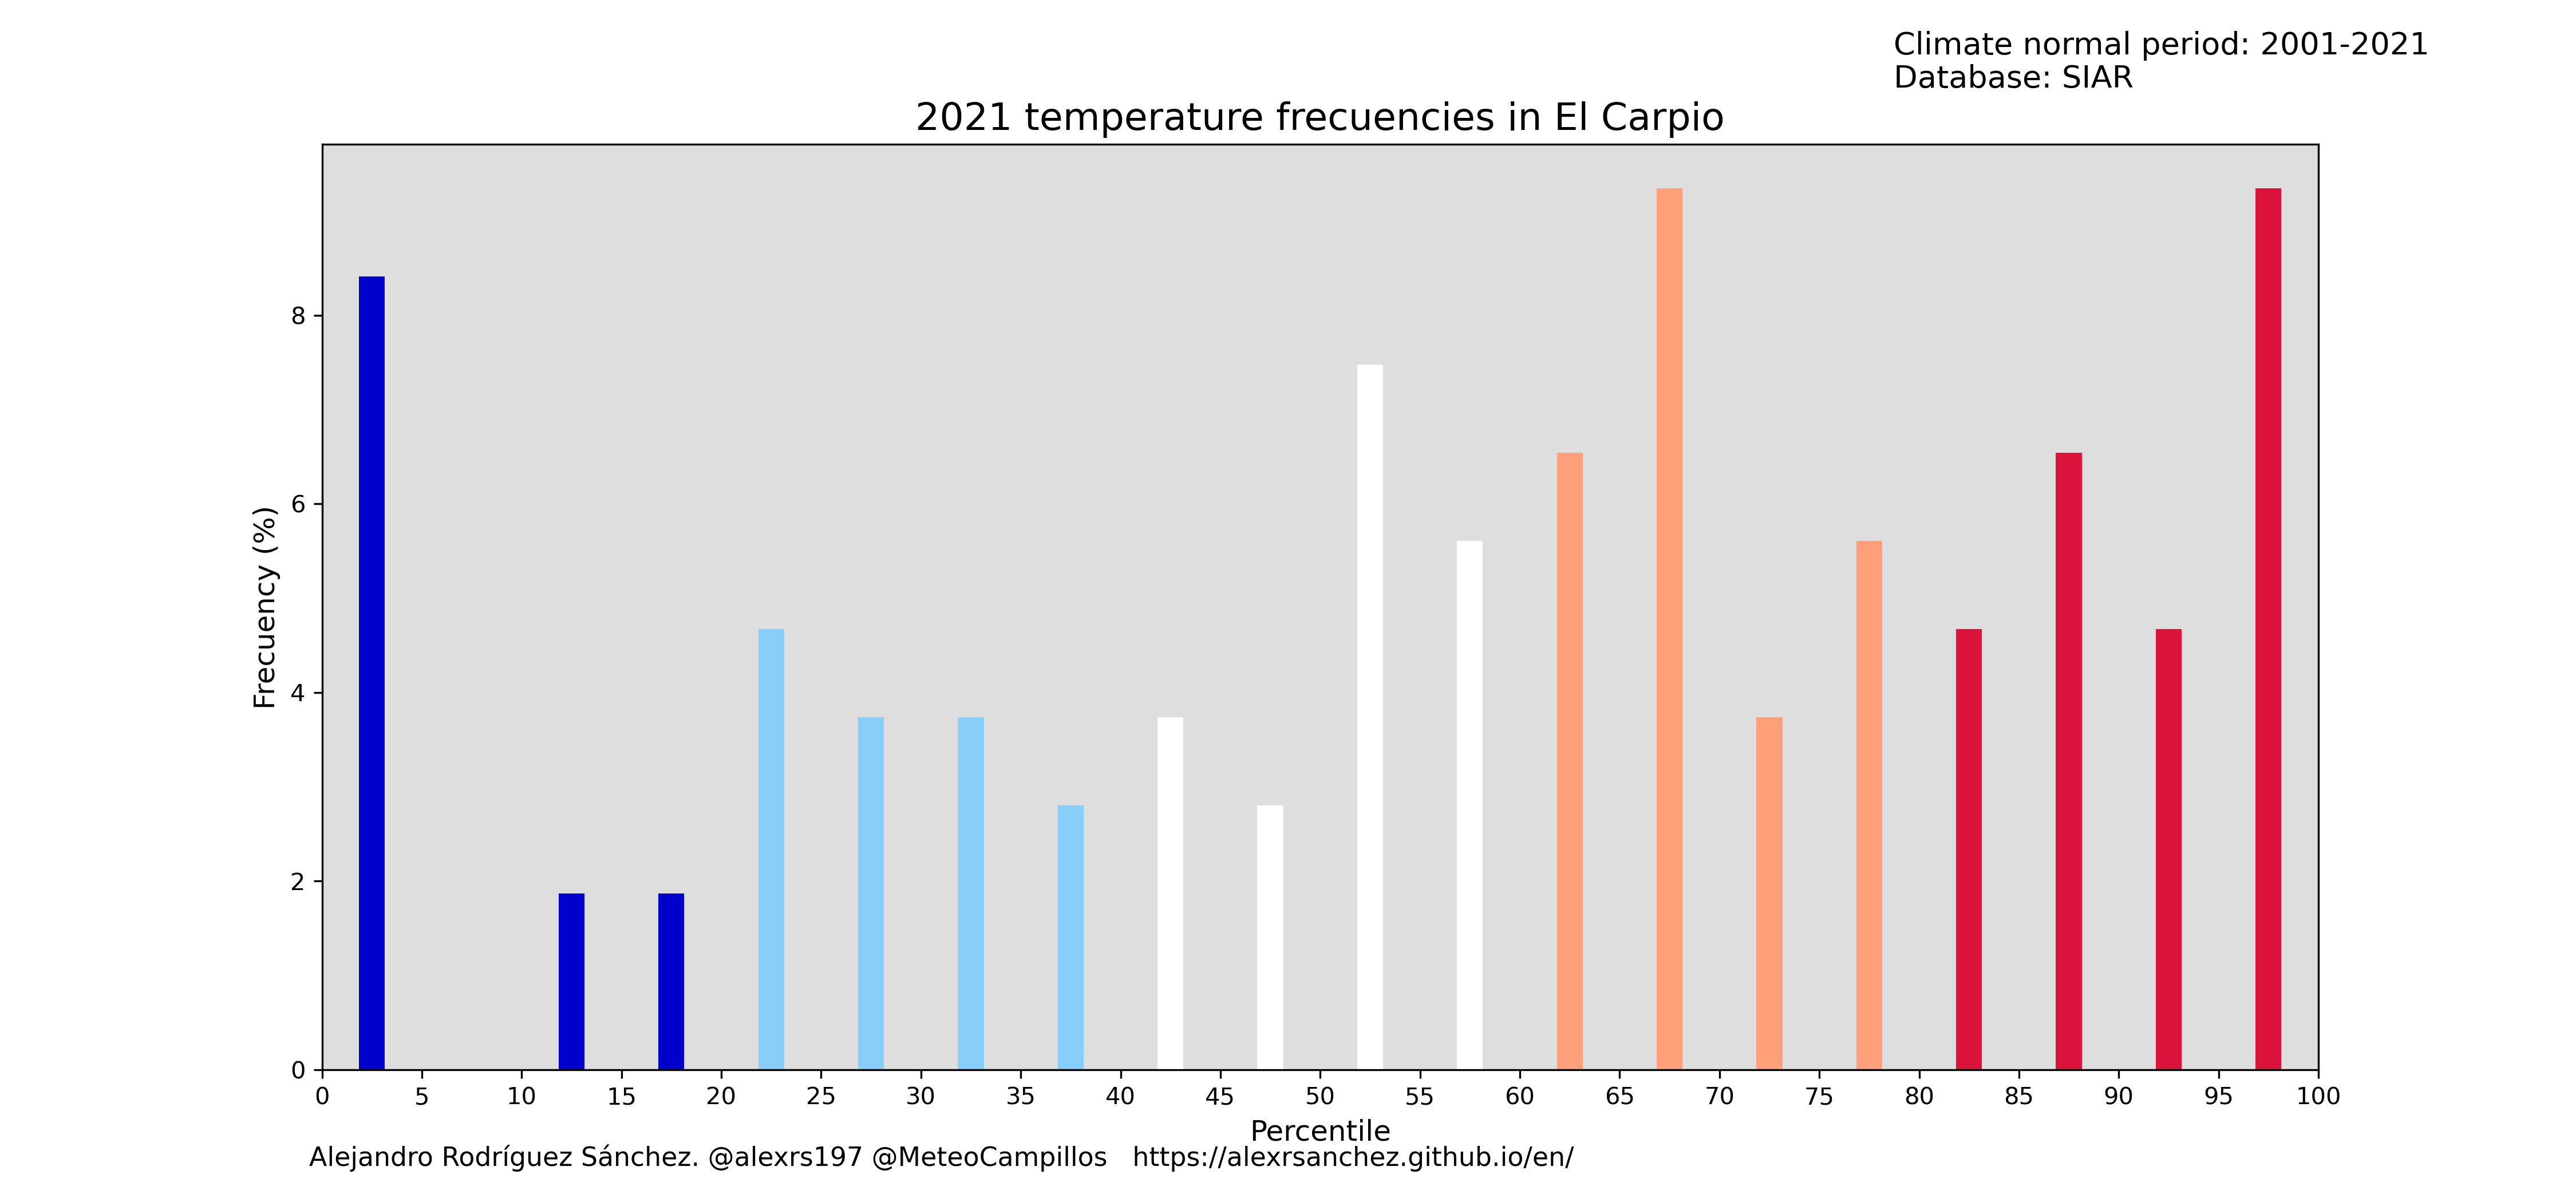 Climate normal period: 2001-2021
Database: SIAR
2021 temperature frecuencies in El Carpio
Frecuency (%)
8
6
4
2
0
0 5 10 15 20 25 30 35 40 45 50 55 60 65 70 75 80 85 90 95 100
Percentile
Alejandro Rodríguez Sánchez. @alexrs197 @MeteoCampillos https://alexrsanchez.github.io/en/